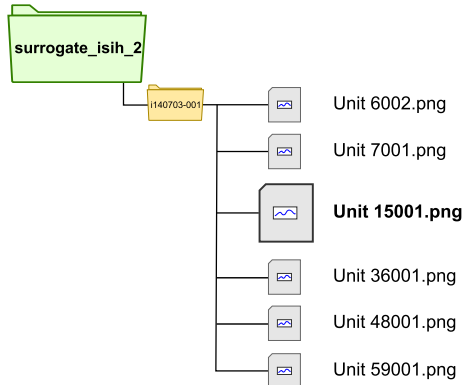 surrogate_isih_2
i140703-001
Unit 6002.png
Unit 7001.png
Unit 15001.png
Unit 36001.png
Unit 48001.png
Unit 59001.png